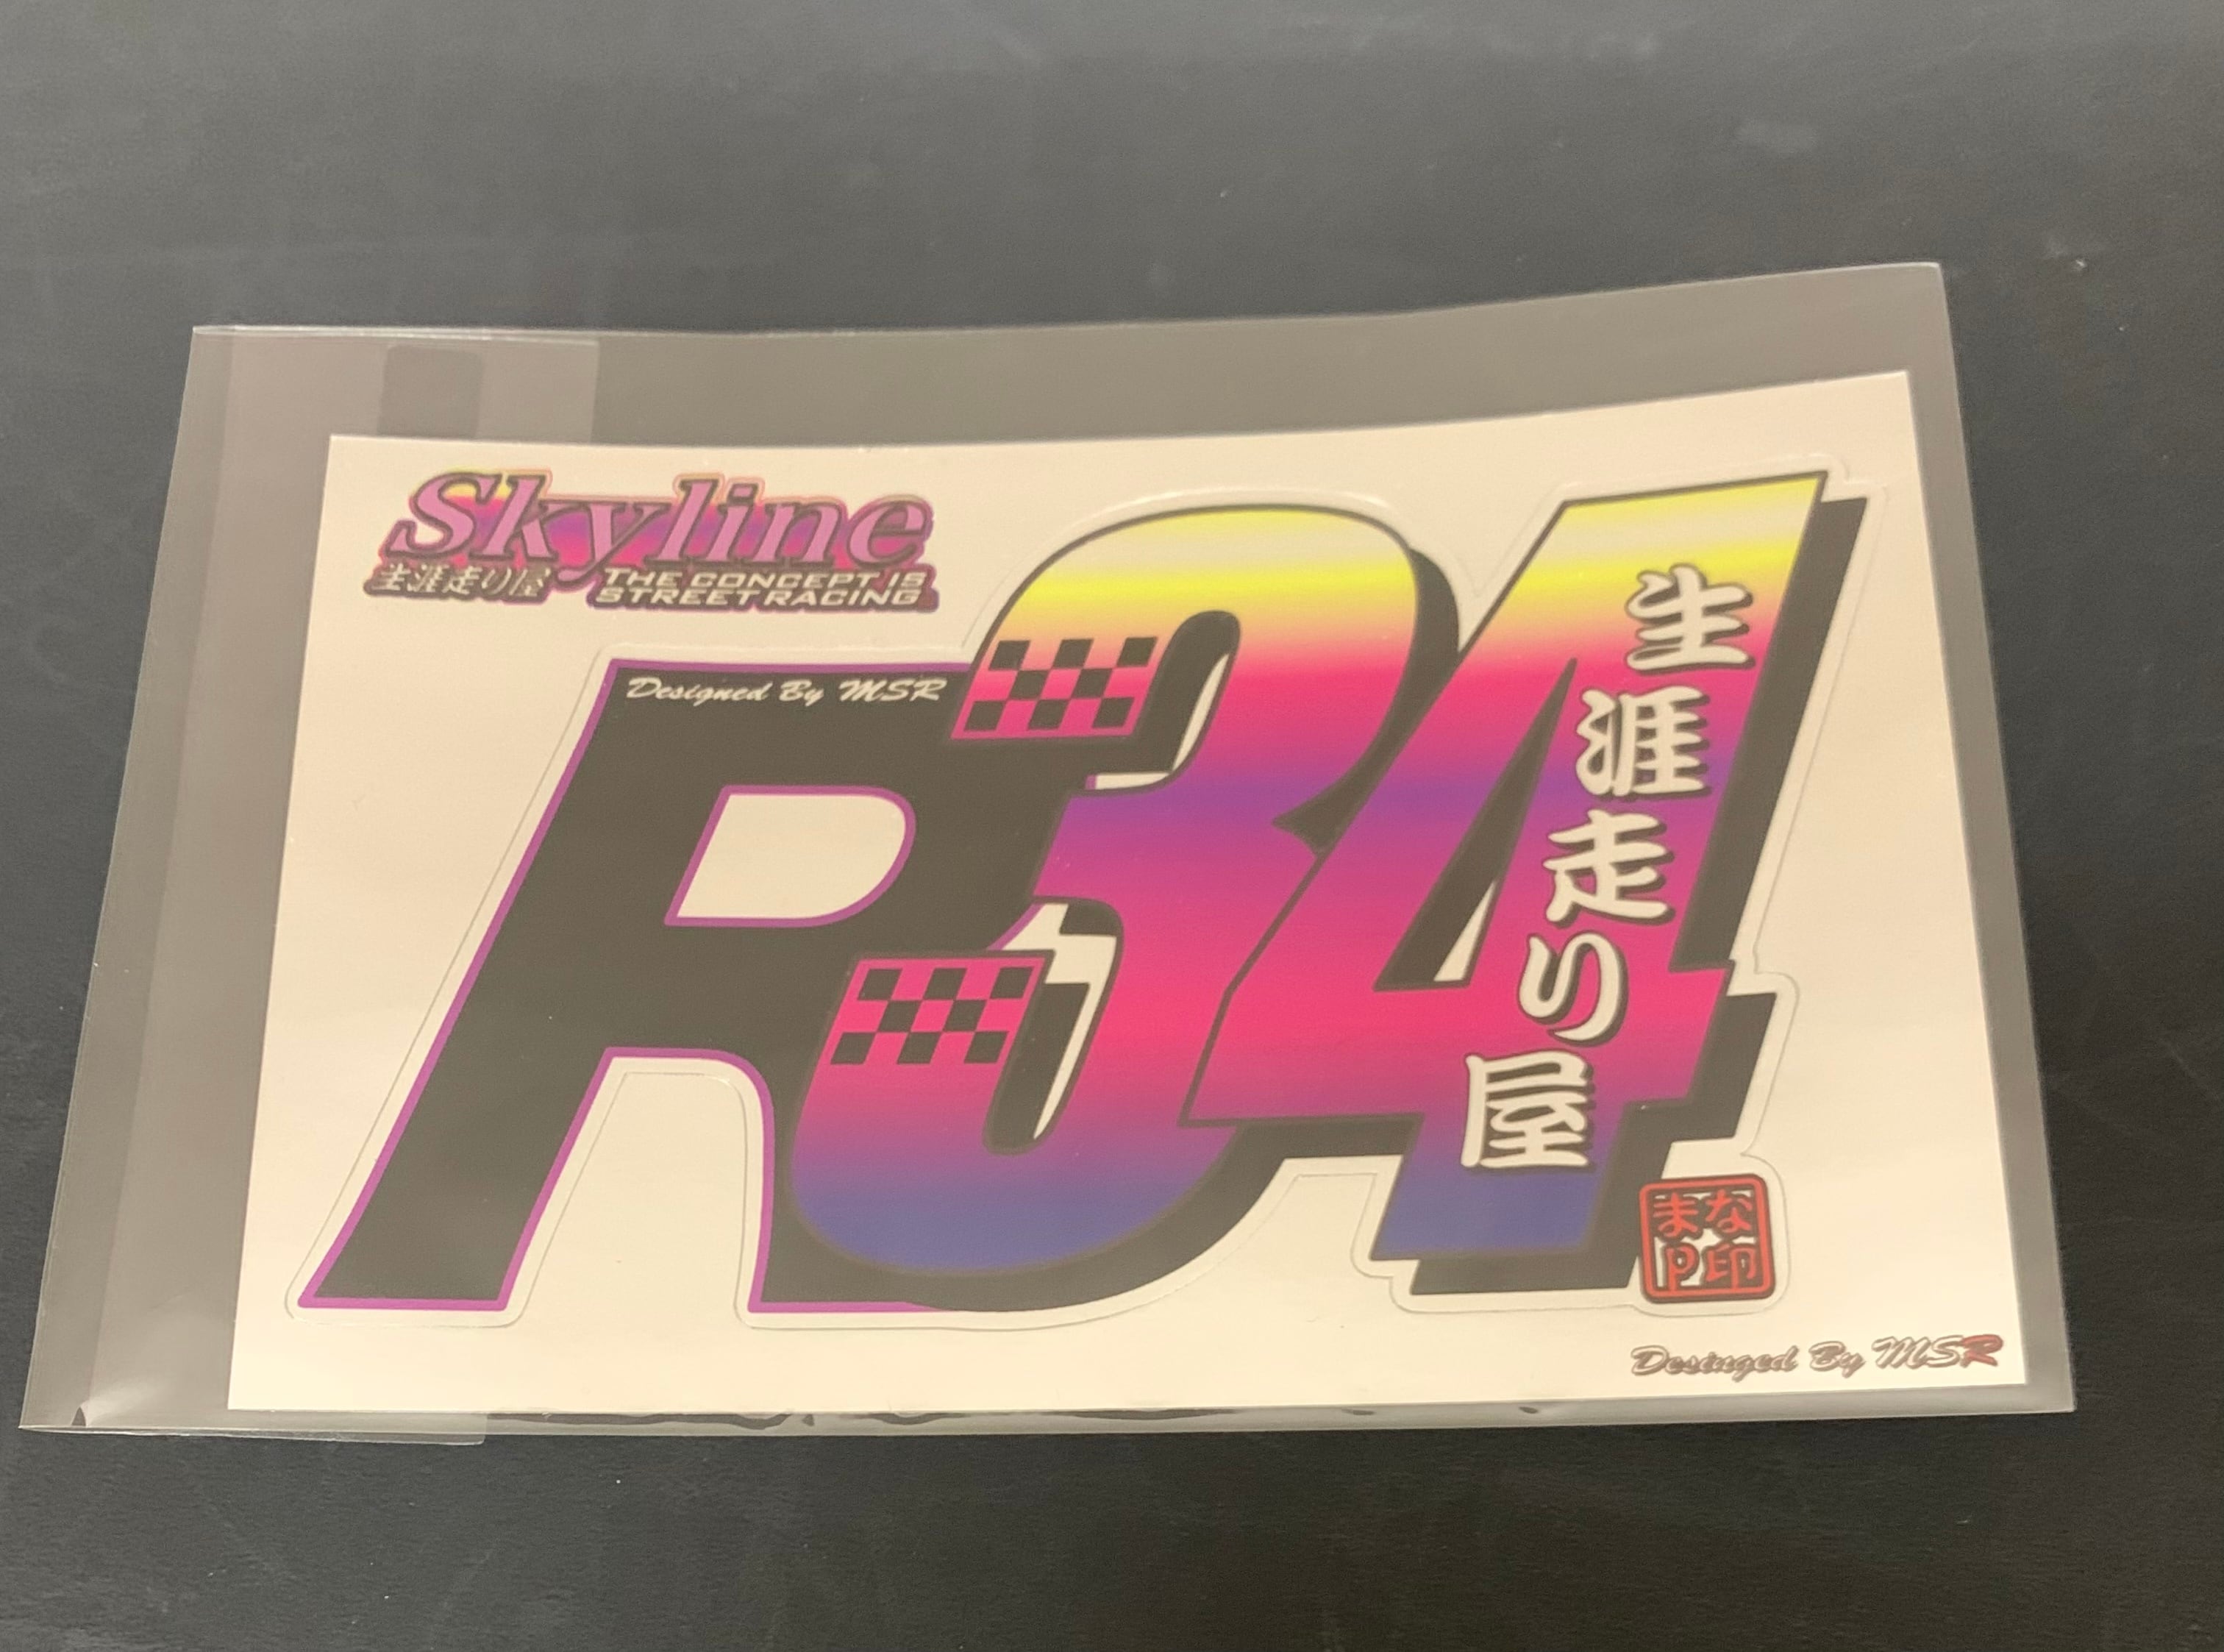 Skyline
生涯走り屋
THE CONCEPT IS
STREET RACING
Designed By MSR
R34
生涯走り屋
まな
P印
Desinged By MSR